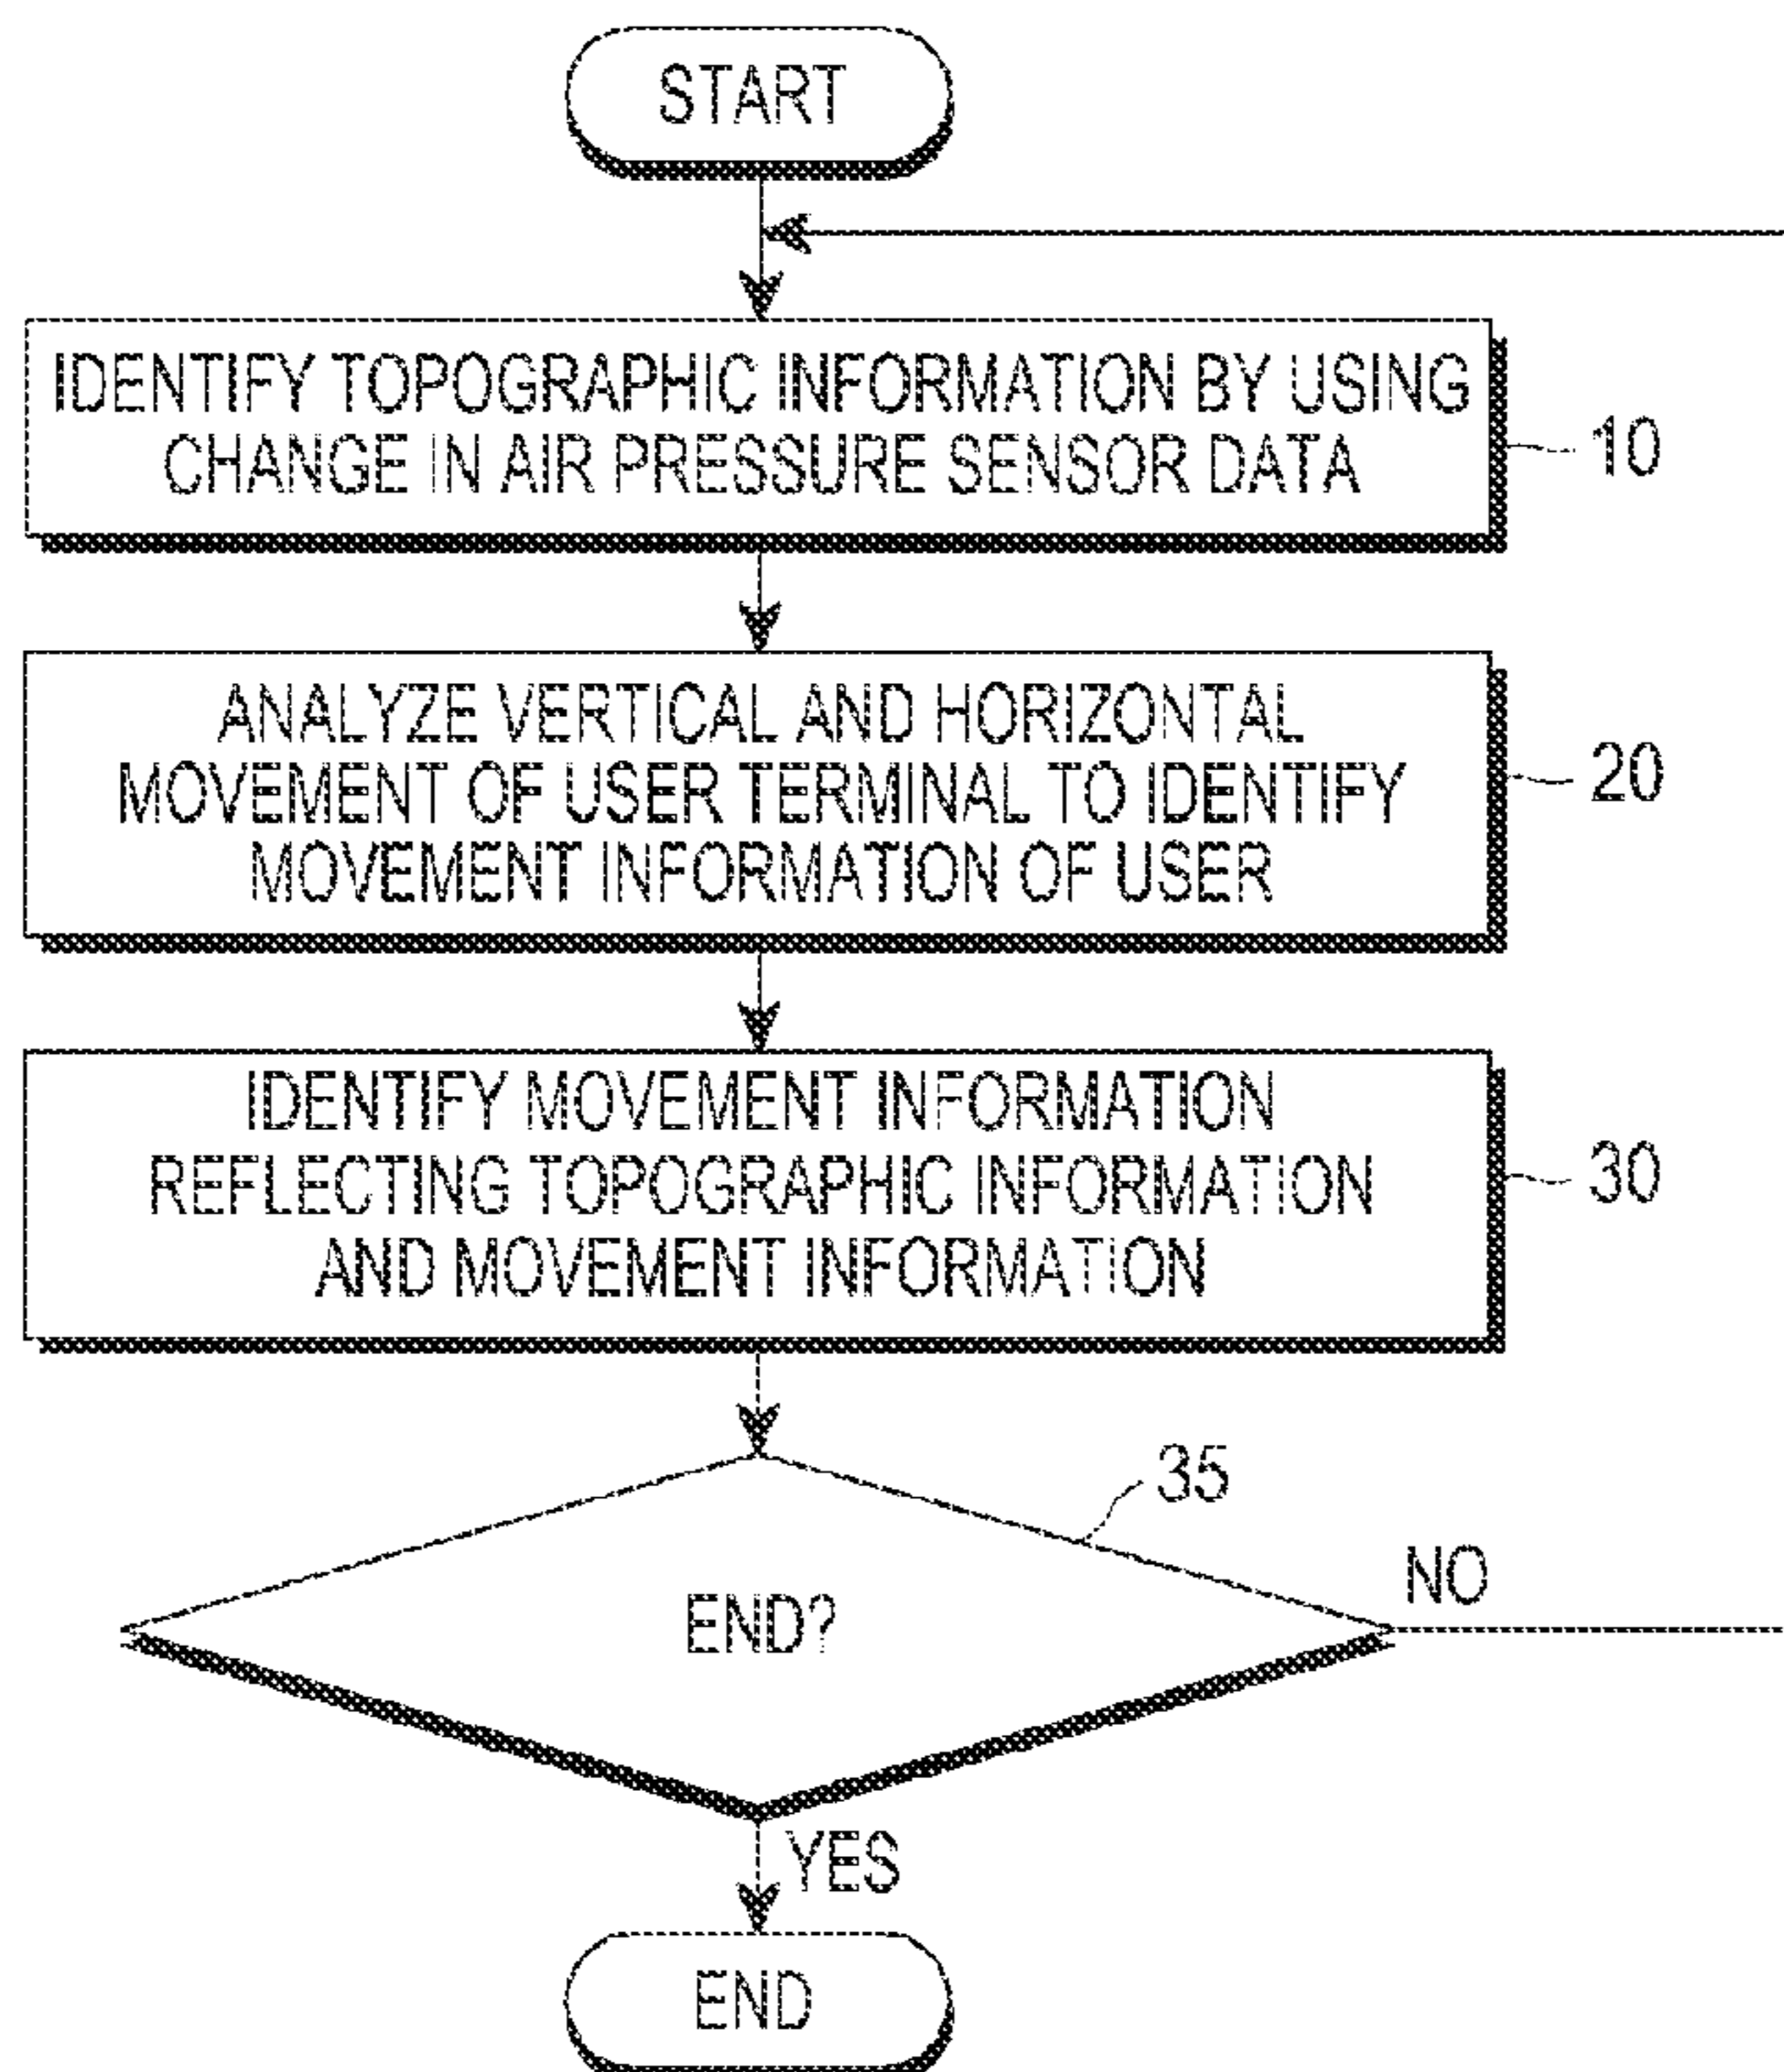 START
IDENTIFY TOPOGRAPHIC INFORMATION BY USING
CHANGE IN AIR PRESSURE SENSOR DATA
10
ANALYZE VERTICAL AND HORIZONTAL
MOVEMENT OF USER TERMINAL TO IDENTIFY
MOVEMENT INFORMATION OF USER
20
IDENTIFY MOVEMENT INFORMATION
REFLECTING TOPOGRAPHIC INFORMATION
AND MOVEMENT INFORMATION
30
35
END?
NO
YES
END